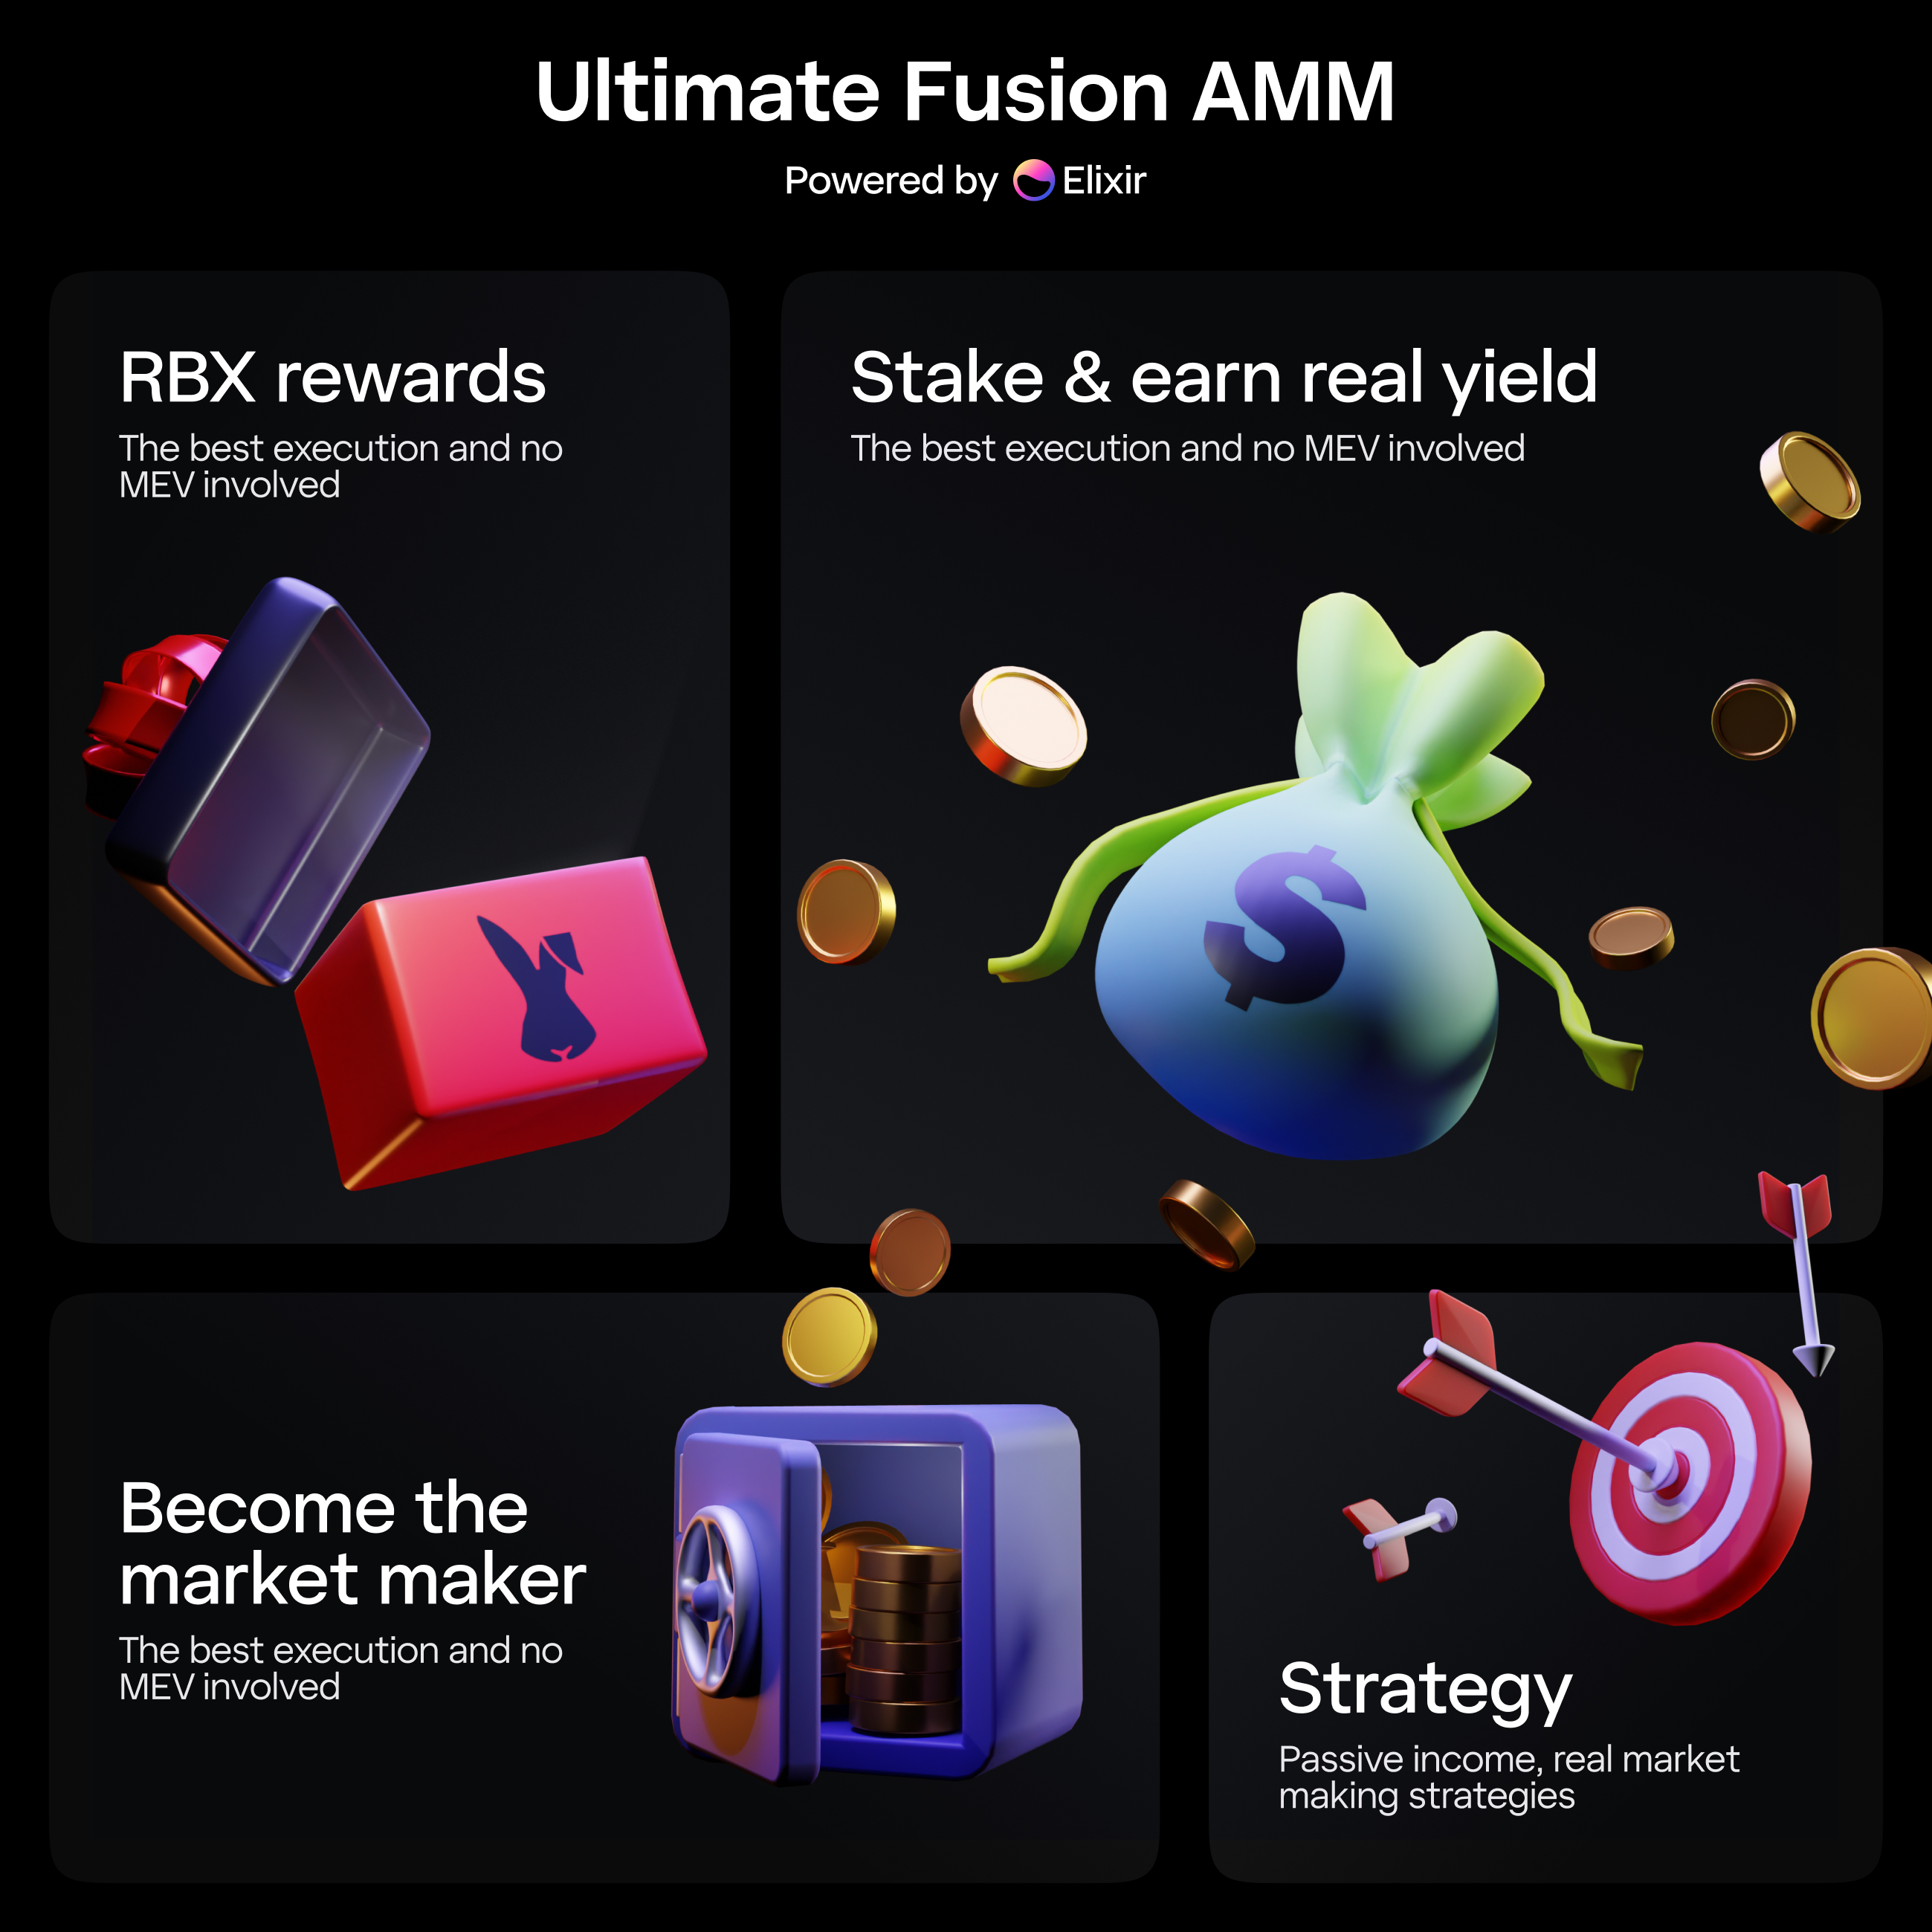 Ultimate Fusion AMM
Powered by Elixir
RBX rewards
The best execution and no
MEV involved
Stake & earn real yield
The best execution and no MEV involved
$
Become the
market maker
The best execution and no
MEV involved
Strategy
Passive income, real market
making strategies